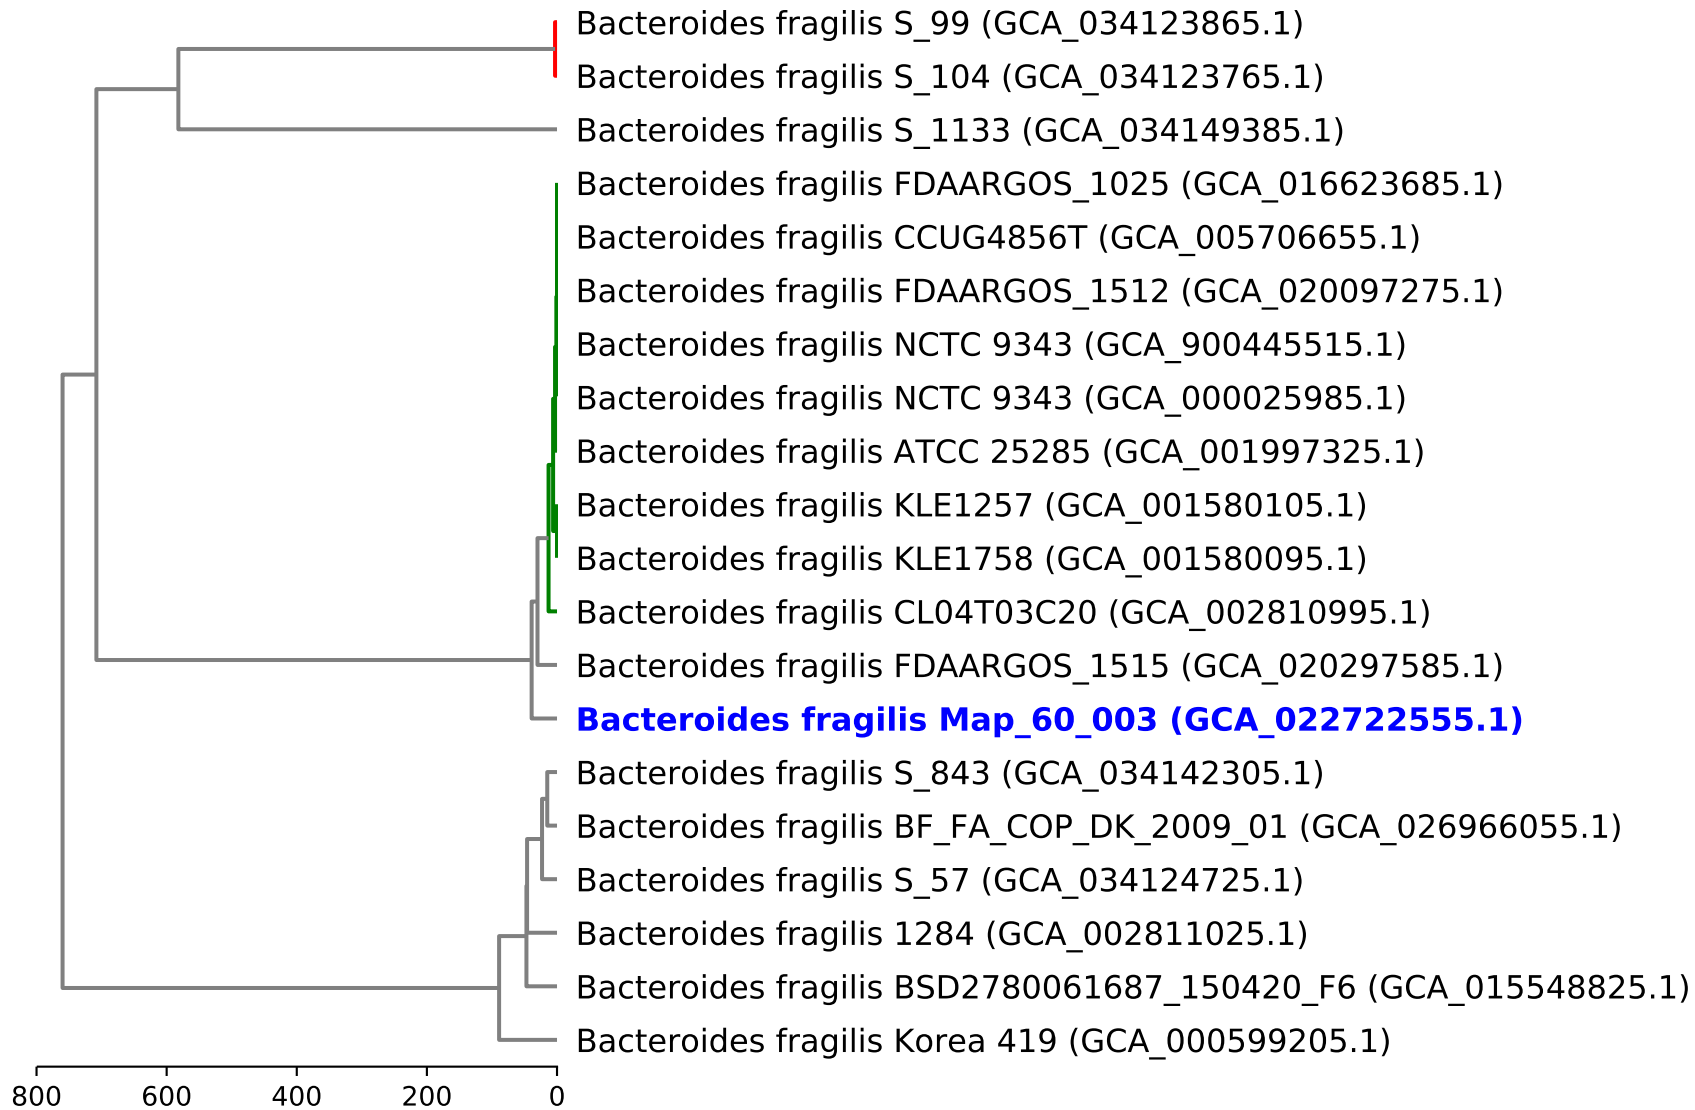 Bacteroides fragilis S_99 (GCA_034123865.1)
Bacteroides fragilis S_104 (GCA_034123765.1)
Bacteroides fragilis S_1133 (GCA_034149385.1)
Bacteroides fragilis FDAARGOS_1025 (GCA_016623685.1)
Bacteroides fragilis CCUG4856T (GCA_005706655.1)
Bacteroides fragilis FDAARGOS_1512 (GCA_020097275.1)
Bacteroides fragilis NCTC 9343 (GCA_900445515.1)
Bacteroides fragilis NCTC 9343 (GCA_000025985.1)
Bacteroides fragilis ATCC 25285 (GCA_001997325.1)
Bacteroides fragilis KLE1257 (GCA_001580105.1)
Bacteroides fragilis KLE1758 (GCA_001580095.1)
Bacteroides fragilis CL04T03C20 (GCA_002810995.1)
Bacteroides fragilis FDAARGOS_1515 (GCA_020297585.1)
Bacteroides fragilis Map_60_003 (GCA_022722555.1)
Bacteroides fragilis S_843 (GCA_034142305.1)
Bacteroides fragilis BF_FA_COP_DK_2009_01 (GCA_026966055.1)
Bacteroides fragilis S_57 (GCA_034124725.1)
Bacteroides fragilis 1284 (GCA_002811025.1)
Bacteroides fragilis BSD2780061687_150420_F6 (GCA_015548825.1)
Bacteroides fragilis Korea 419 (GCA_000599205.1)
800 600 400 200 0